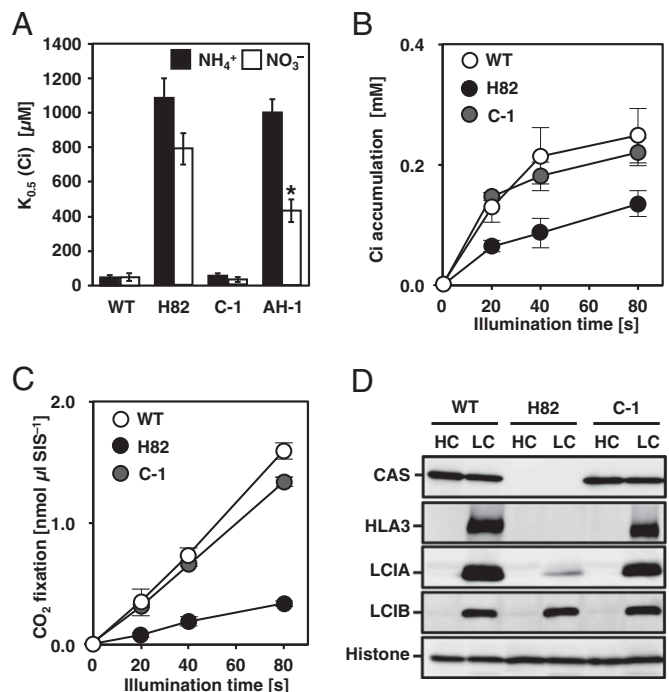 A
1400
1200
1000
800
600
400
200
0
K0.5 (Ci) [µM]
NH4+ NO3−
*
WT H82 C-1 AH-1
B
0.4
0.2
0.0
Ci accumulation [mM]
WT
H82
C-1
0 20 40 60 80
Illumination time [s]
C
2.0
1.0
0.0
CO2 fixation [nmol µl SIS−1]
WT
H82
C-1
0 20 40 60 80
Illumination time [s]
D
WT H82 C-1
HC LC HC LC HC LC
CAS
HLA3
LCIA
LCIB
Histone